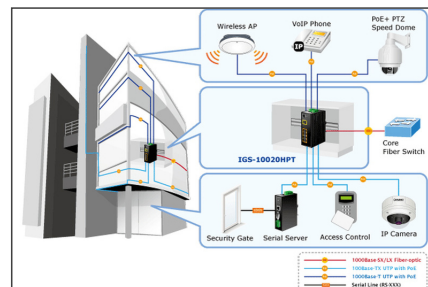 Wireless AP
VoIP Phone
PoE+ PTZ
Speed Dome
IP
IGS-10020HPT
Core
Fiber Switch
Security Gate
Serial Server
Access Control
IP Camera
1000Base-SX/LX Fiber-optic
100Base-TX UTP with PoE
1000Base-T UTP with PoE
Serial Line (RS-XXX)